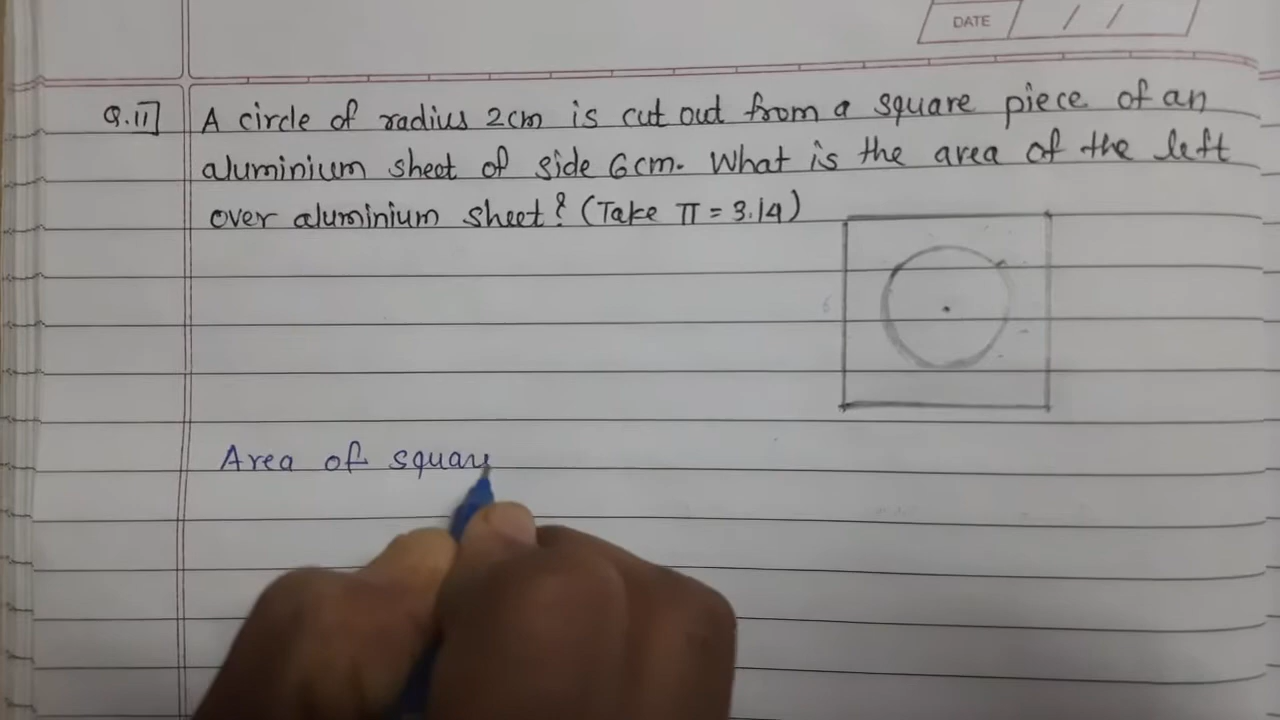 DATE / /
Q.11] A circle of radius 2cm is cut out from a square piece of an
aluminium sheet of side 6cm. What is the area of the left
over aluminium sheet? (Take π = 3.14)
6
Area of squar